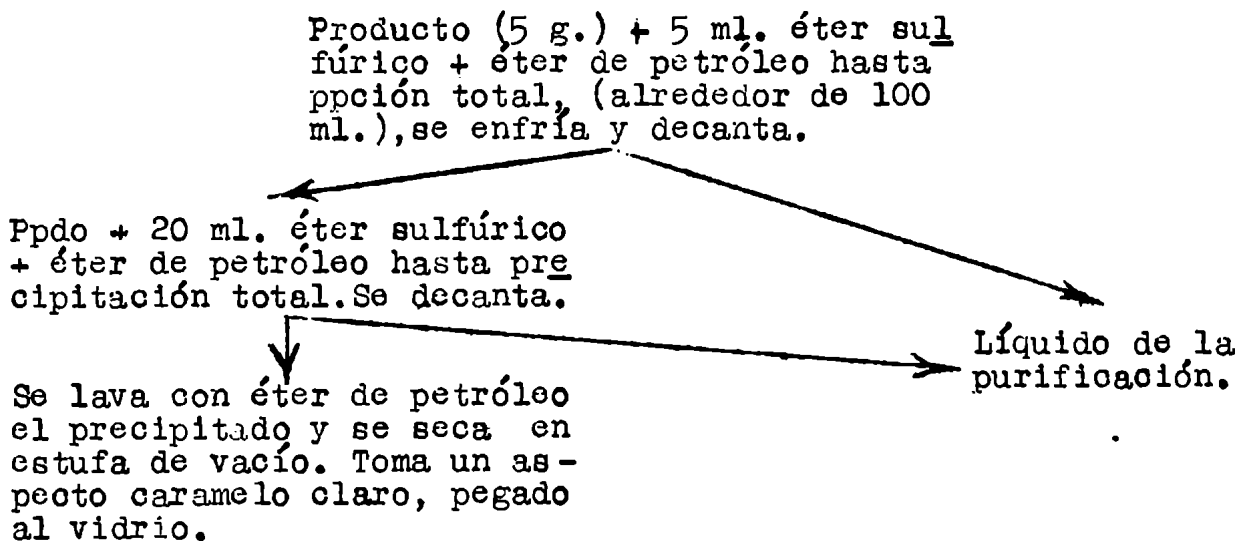 Producto (5 g.) + 5 ml. éter sul
fúrico + éter de petróleo hasta
ppción total, (alrededor de 100
ml.), se enfría y decanta.
Ppdo + 20 ml. éter sulfúrico
+ éter de petróleo hasta pre
cipitación total. Se decanta.
Líquido de la
purificación.
Se lava con éter de petróleo
el precipitado y se seca en
estufa de vacío. Toma un as-
pecto caramelo claro, pegado
al vidrio.